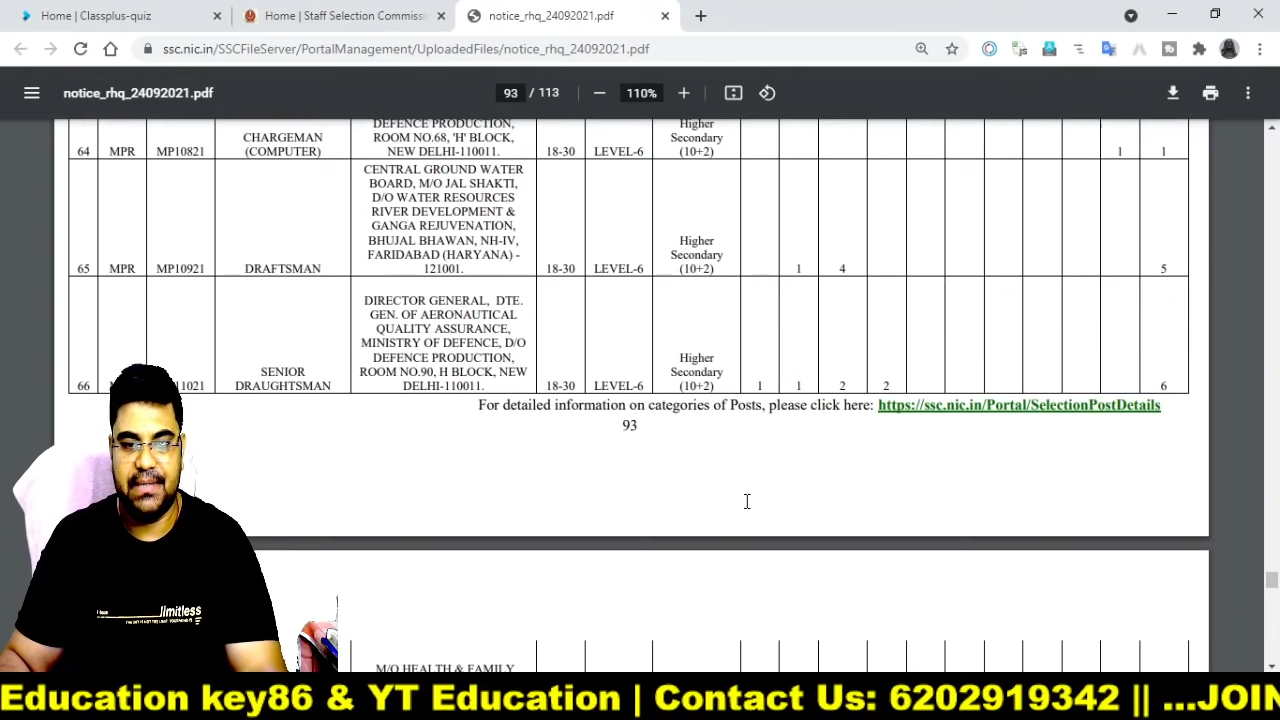 Home | Classplus-quiz
Home | Staff Selection Commiss
notice_rhq_24092021.pdf
ssc.nic.in/SSCFileServer/PortalManagement/UploadedFiles/notice_rhq_24092021.pdf
notice_rhq_24092021.pdf
93 / 113
110%
64 MPR MP10821 CHARGEMAN (COMPUTER) DEFENCE PRODUCTION, ROOM NO.68, 'H' BLOCK, NEW DELHI-110011. 18-30 LEVEL-6 Higher Secondary (10+2) 1 1
65 MPR MP10921 DRAFTSMAN CENTRAL GROUND WATER BOARD, M/O JAL SHAKTI, D/O WATER RESOURCES RIVER DEVELOPMENT & GANGA REJUVENATION, BHUJAL BHAWAN, NH-IV, FARIDABAD (HARYANA) - 121001. 18-30 LEVEL-6 Higher Secondary (10+2) 1 4 5
66 11021 SENIOR DRAUGHTSMAN DIRECTOR GENERAL, DTE. GEN. OF AERONAUTICAL QUALITY ASSURANCE, MINISTRY OF DEFENCE, D/O DEFENCE PRODUCTION, ROOM NO.90, H BLOCK, NEW DELHI-110011. 18-30 LEVEL-6 Higher Secondary (10+2) 1 1 2 2 6
For detailed information on categories of Posts, please click here: https://ssc.nic.in/Portal/SelectionPostDetails
93
M/O HEALTH & FAMILY
limitless
Education key86 & YT Education | Contact Us: 6202919342 || ...JOIN